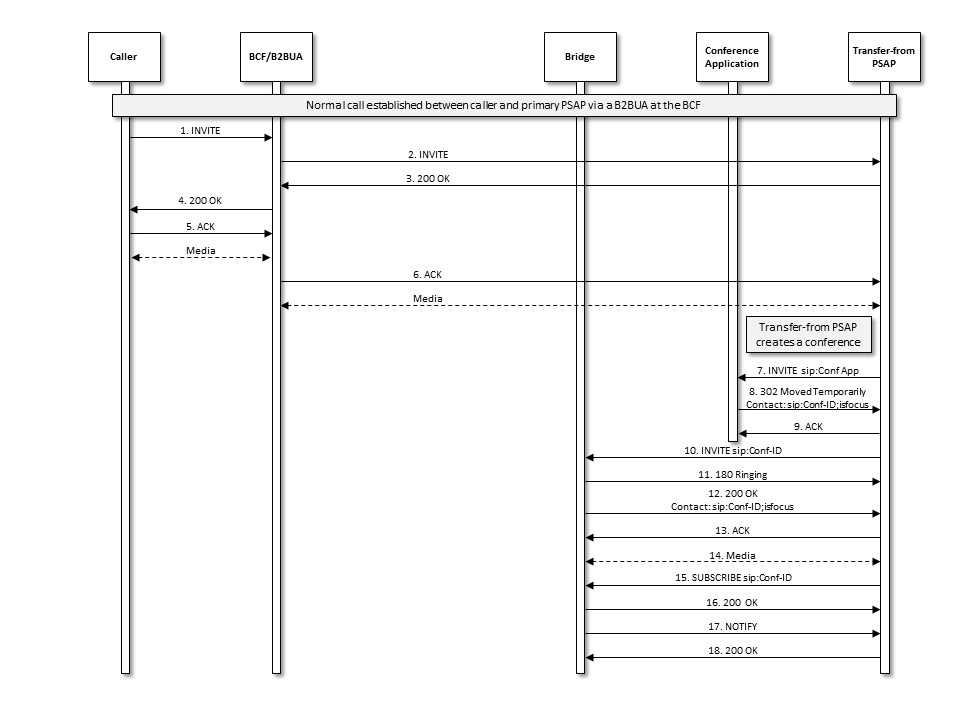 Caller
BCF/B2BUA
Bridge
Conference
Application
Transfer-from
PSAP
Normal call established between caller and primary PSAP via a B2BUA at the BCF
1. INVITE
2. INVITE
3. 200 OK
4. 200 OK
5. ACK
Media
6. ACK
Media
Transfer-from PSAP
creates a conference
7. INVITE sip:Conf App
8. 302 Moved Temporarily
Contact: sip:Conf-ID;isfocus
9. ACK
10. INVITE sip:Conf-ID
11. 180 Ringing
12. 200 OK
Contact: sip:Conf-ID;isfocus
13. ACK
14. Media
15. SUBSCRIBE sip:Conf-ID
16. 200 OK
17. NOTIFY
18. 200 OK